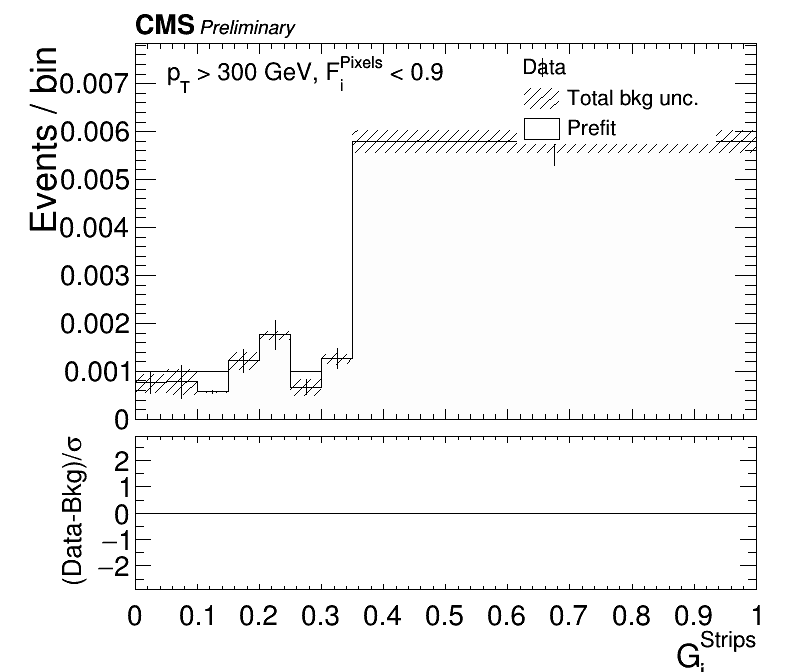 CMS Preliminary
p_T > 300 GeV, F_i^Pixels < 0.9
Data
Total bkg unc.
Prefit
Events / bin
0.007
0.006
0.005
0.004
0.003
0.002
0.001
0
(Data-Bkg)/σ
2
1
0
−1
−2
0 0.1 0.2 0.3 0.4 0.5 0.6 0.7 0.8 0.9 1
G_i^Strips